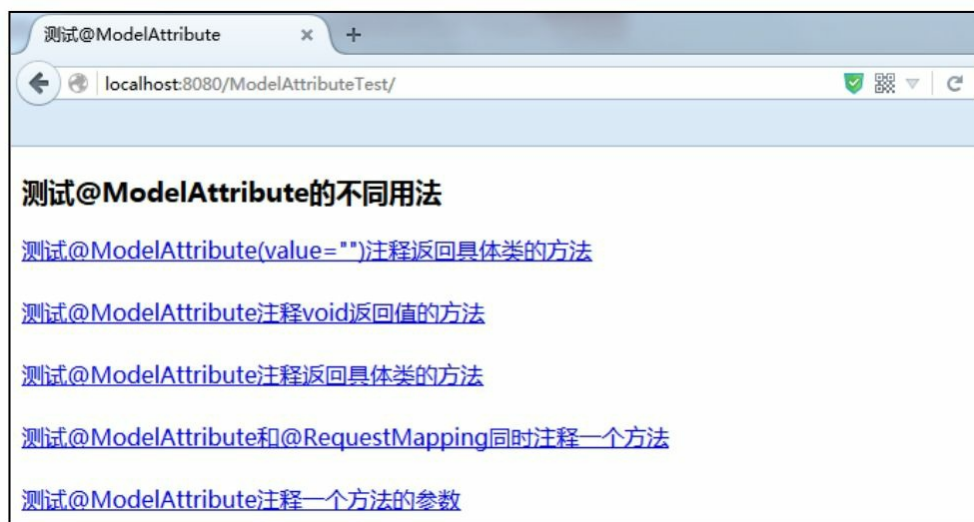 测试@ModelAttribute
localhost:8080/ModelAttributeTest/
测试@ModelAttribute的不同用法
测试@ModelAttribute(value="")注释返回具体类的方法
测试@ModelAttribute注释void返回值的方法
测试@ModelAttribute注释返回具体类的方法
测试@ModelAttribute和@RequestMapping同时注释一个方法
测试@ModelAttribute注释一个方法的参数